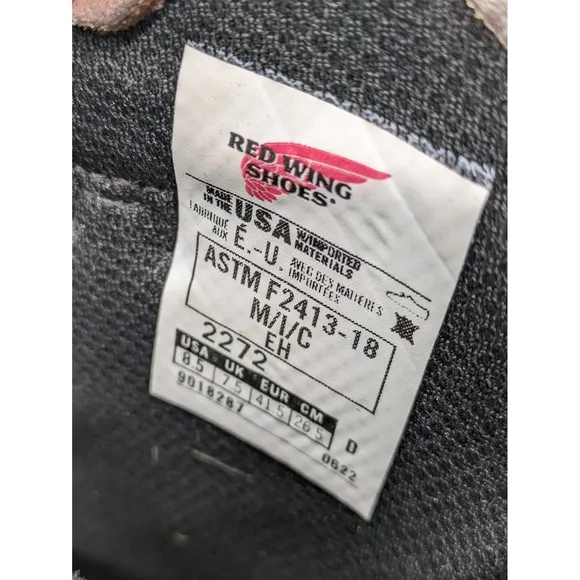 RED WING
SHOES®
MADE IN THE USA W/IMPORTED MATERIALS
FABRIQUÉ AUX É.-U. AVEC DES MATIÈRES IMPORTÉES
ASTM F2413-18
M/I/C
EH
2272
USA - UK - EUR - CM
8.5 7.5 41.5 26.5 D
9018287
0622